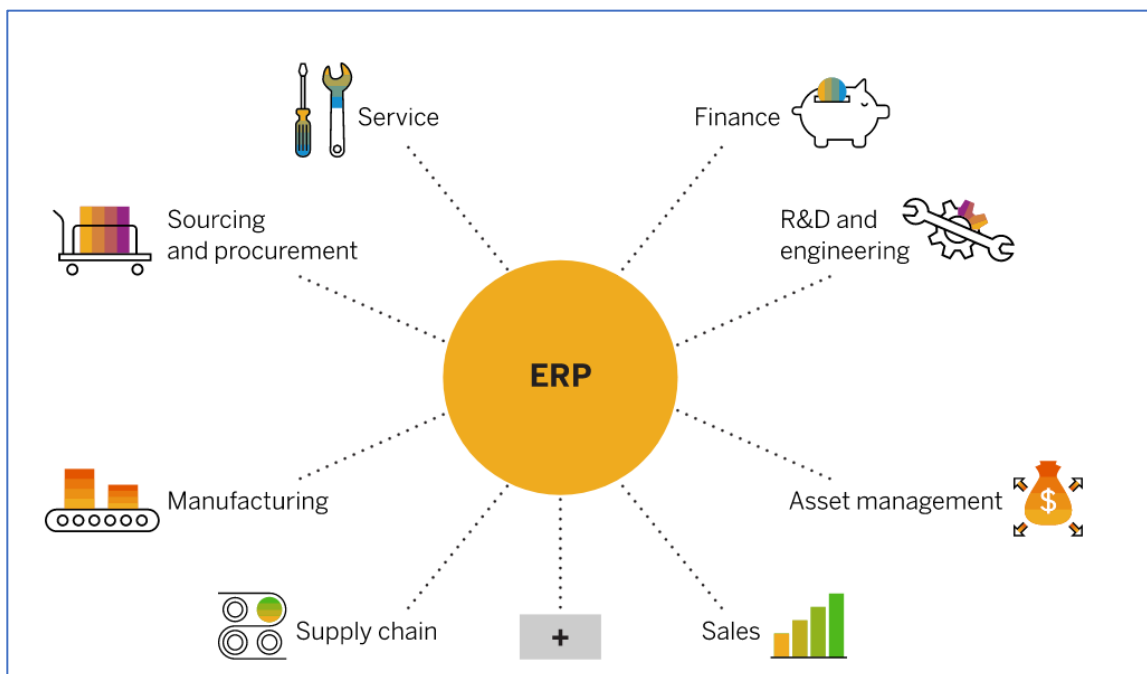 Service
Finance
Sourcing
and procurement
R&D and
engineering
ERP
Manufacturing
Asset management
$
Supply chain
+
Sales